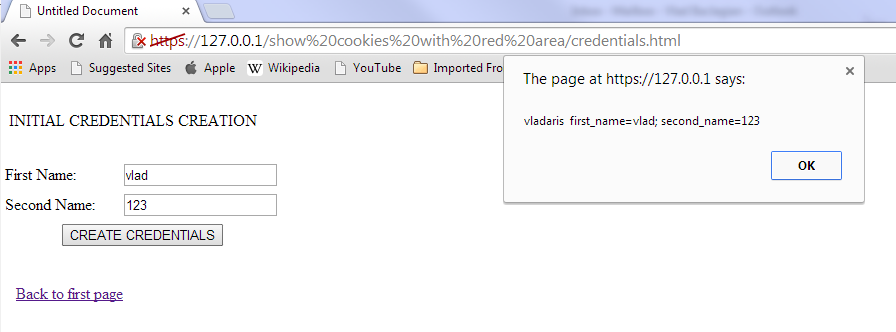 Untitled Document
https://127.0.0.1/show%20cookies%20with%20red%20area/credentials.html
Apps Suggested Sites Apple W Wikipedia YouTube Imported Fro
The page at https://127.0.0.1 says:
vladaris first_name=vlad; second_name=123
OK
INITIAL CREDENTIALS CREATION
First Name: vlad
Second Name: 123
CREATE CREDENTIALS
Back to first page